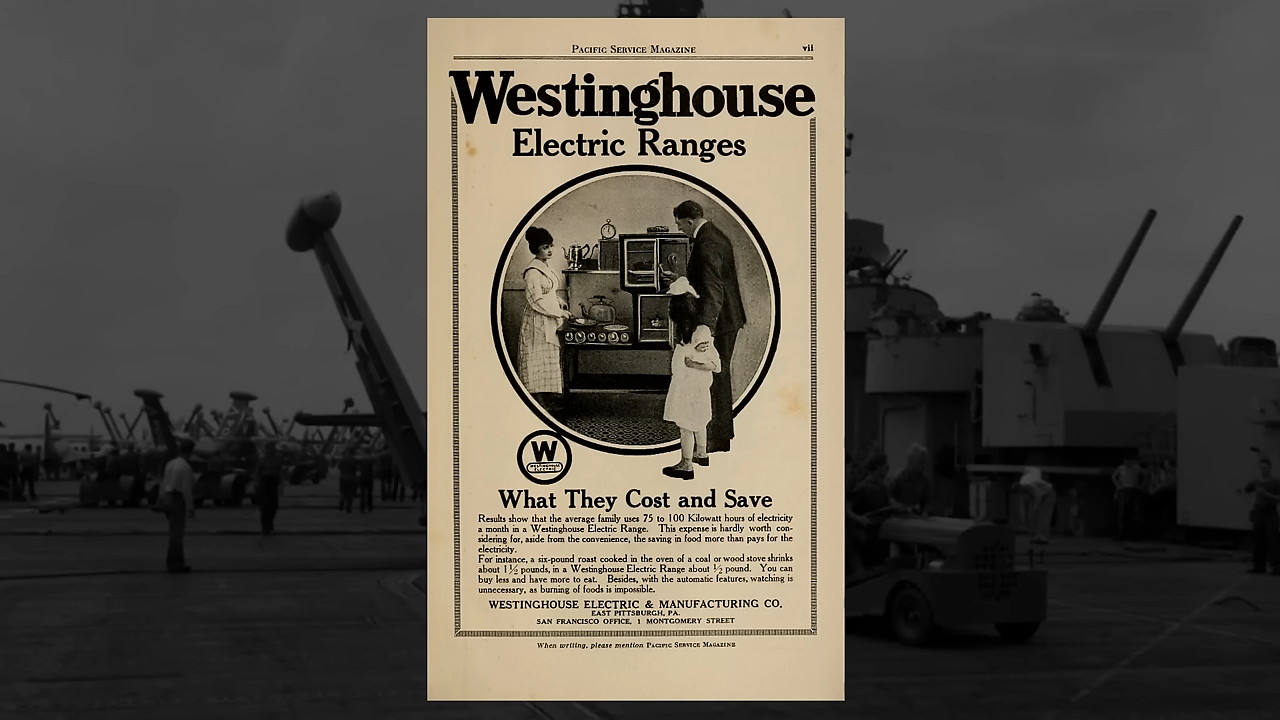 Pacific Service Magazine
vii
Westinghouse
Electric Ranges
W
WESTINGHOUSE
ELECTRIC
What They Cost and Save
Results show that the average family uses 75 to 100 Kilowatt hours of electricity
a month in a Westinghouse Electric Range. This expense is hardly worth con-
sidering for, aside from the convenience, the saving in food more than pays for the
electricity.
For instance, a six-pound roast cooked in the oven of a coal or wood stove shrinks
about 1½ pounds, in a Westinghouse Electric Range about ½ pound. You can
buy less and have more to eat. Besides, with the automatic features, watching is
unnecessary, as burning of foods is impossible.
WESTINGHOUSE ELECTRIC & MANUFACTURING CO.
EAST PITTSBURGH, PA.
SAN FRANCISCO OFFICE, 1 MONTGOMERY STREET
When writing, please mention Pacific Service Magazine